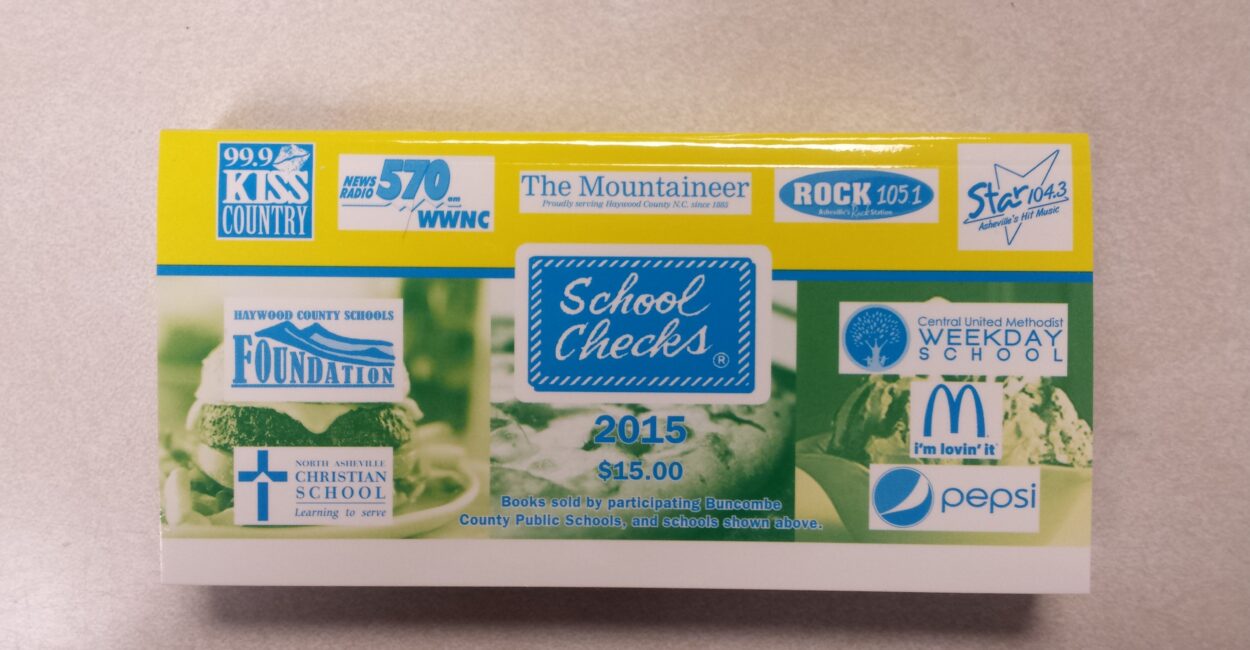 99.9
KISS
COUNTRY
NEWS
RADIO 570 am
WWNC
The Mountaineer
Proudly serving Haywood County N.C. since 1885
ROCK 105.1
Asheville's Rock Station
Star 104.3
Asheville's Hit Music
HAYWOOD COUNTY SCHOOLS
FOUNDATION
NORTH ASHEVILLE
CHRISTIAN
SCHOOL
Learning to serve
School
Checks ®
2015
$15.00
Books sold by participating Buncombe
County Public Schools, and schools shown above.
Central United Methodist
WEEKDAY
SCHOOL
i'm lovin' it
pepsi